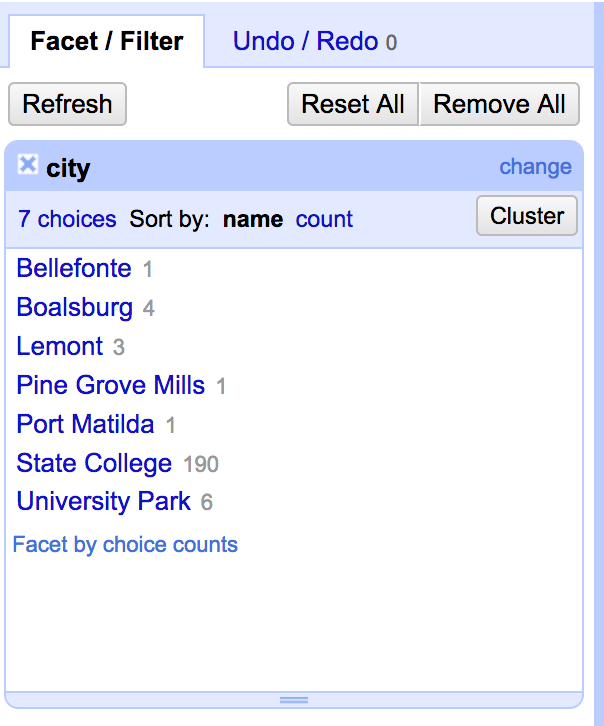 Facet / Filter Undo / Redo 0
Refresh Reset All Remove All
city change
7 choices Sort by: name count Cluster
Bellefonte 1
Boalsburg 4
Lemont 3
Pine Grove Mills 1
Port Matilda 1
State College 190
University Park 6
Facet by choice counts